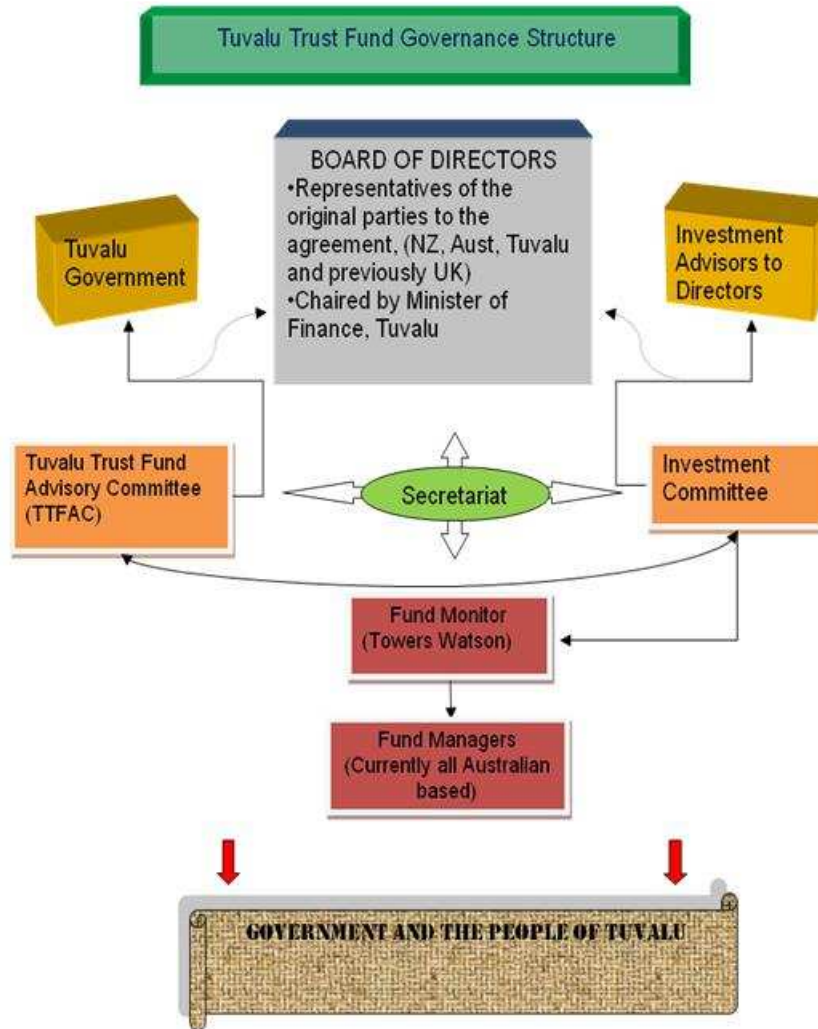 Tuvalu Trust Fund Governance Structure
BOARD OF DIRECTORS
•Representatives of the
original parties to the
agreement, (NZ, Aust, Tuvalu
and previously UK)
•Chaired by Minister of
Finance, Tuvalu
Tuvalu
Government
Investment
Advisors to
Directors
Tuvalu Trust Fund
Advisory Committee
(TTFAC)
Secretariat
Investment
Committee
Fund Monitor
(Towers Watson)
Fund Managers
(Currently all Australian
based)
GOVERNMENT AND THE PEOPLE OF TUVALU